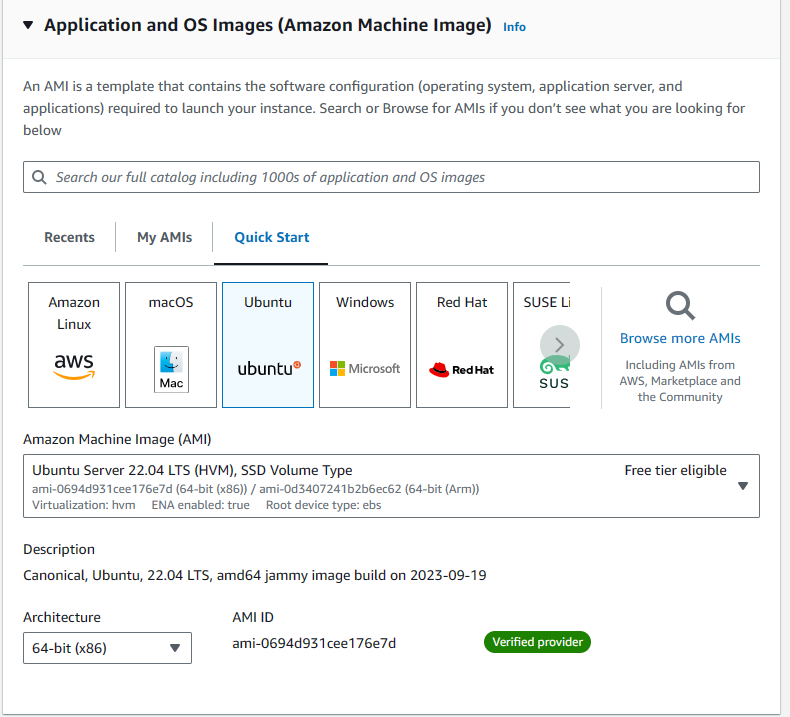 Application and OS Images (Amazon Machine Image) Info
An AMI is a template that contains the software configuration (operating system, application server, and
applications) required to launch your instance. Search or Browse for AMIs if you don't see what you are looking for
below
Search our full catalog including 1000s of application and OS images
Recents
My AMIs
Quick Start
Amazon
Linux
aws
macOS
Mac
Ubuntu
ubuntu
Windows
Microsoft
Red Hat
Red Hat
SUSE Li
SUS
Browse more AMIs
Including AMIs from
AWS, Marketplace and
the Community
Amazon Machine Image (AMI)
Ubuntu Server 22.04 LTS (HVM), SSD Volume Type
Free tier eligible
ami-0694d931cee176e7d (64-bit (x86)) / ami-0d3407241b2b6ec62 (64-bit (Arm))
Virtualization: hvm ENA enabled: true Root device type: ebs
Description
Canonical, Ubuntu, 22.04 LTS, amd64 jammy image build on 2023-09-19
Architecture
64-bit (x86)
AMI ID
ami-0694d931cee176e7d
Verified provider